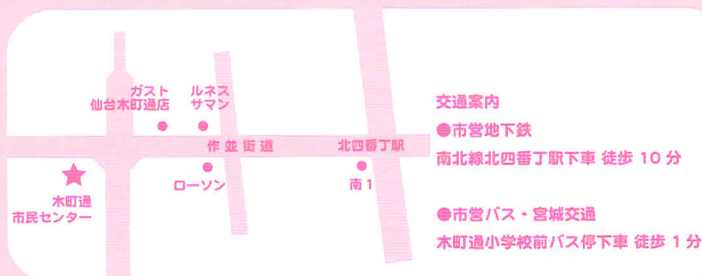 ガスト
仙台木町通店
ルネス
サマン
作並街道
北四番丁駅
ローソン
南1
木町通
市民センター
交通案内
●市営地下鉄
南北線北四番丁駅下車 徒歩 10 分
●市営バス・宮城交通
木町通小学校前バス停下車 徒歩 1 分